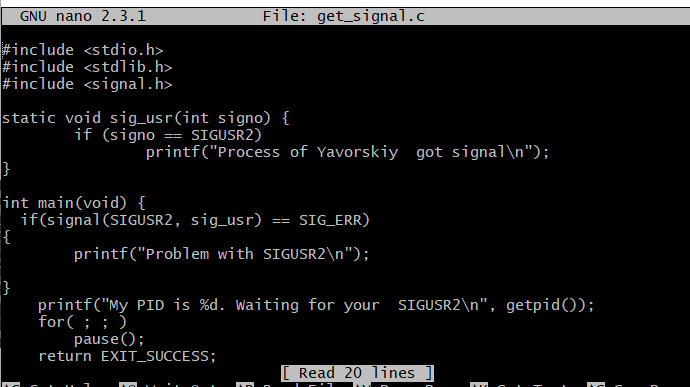 GNU nano 2.3.1 File: get_signal.c
#include <stdio.h>
#include <stdlib.h>
#include <signal.h>
static void sig_usr(int signo) {
if (signo == SIGUSR2)
printf("Process of Yavorskiy  got signal\n");
}
int main(void) {
if(signal(SIGUSR2, sig_usr) == SIG_ERR)
{
printf("Problem with SIGUSR2\n");
}
printf("My PID is %d. Waiting for your  SIGUSR2\n", getpid());
for( ; ; )
pause();
return EXIT_SUCCESS;
[ Read 20 lines ]